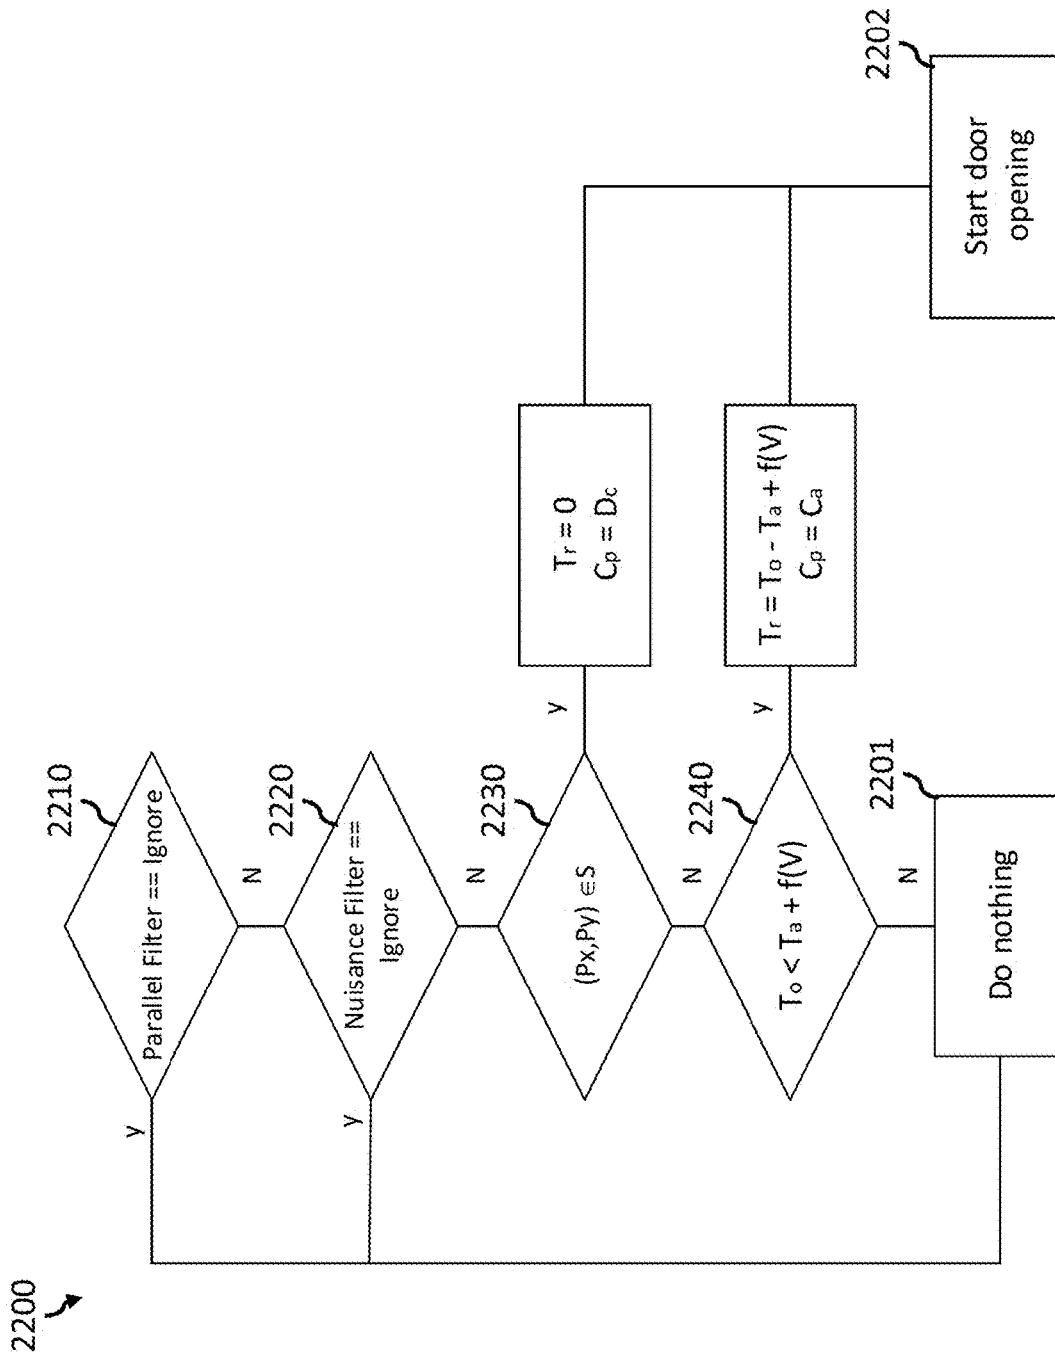 2200
2210
Parallel Filter == Ignore
y
N
2220
Nuisance Filter ==
Ignore
y
N
2230
(Px,Py) ∈S
y
Tr = 0
Cp = Dc
N
2240
To < Ta + f(V)
y
Tr = To - Ta + f(V)
Cp = Ca
N
2201
Do nothing
2202
Start door
opening